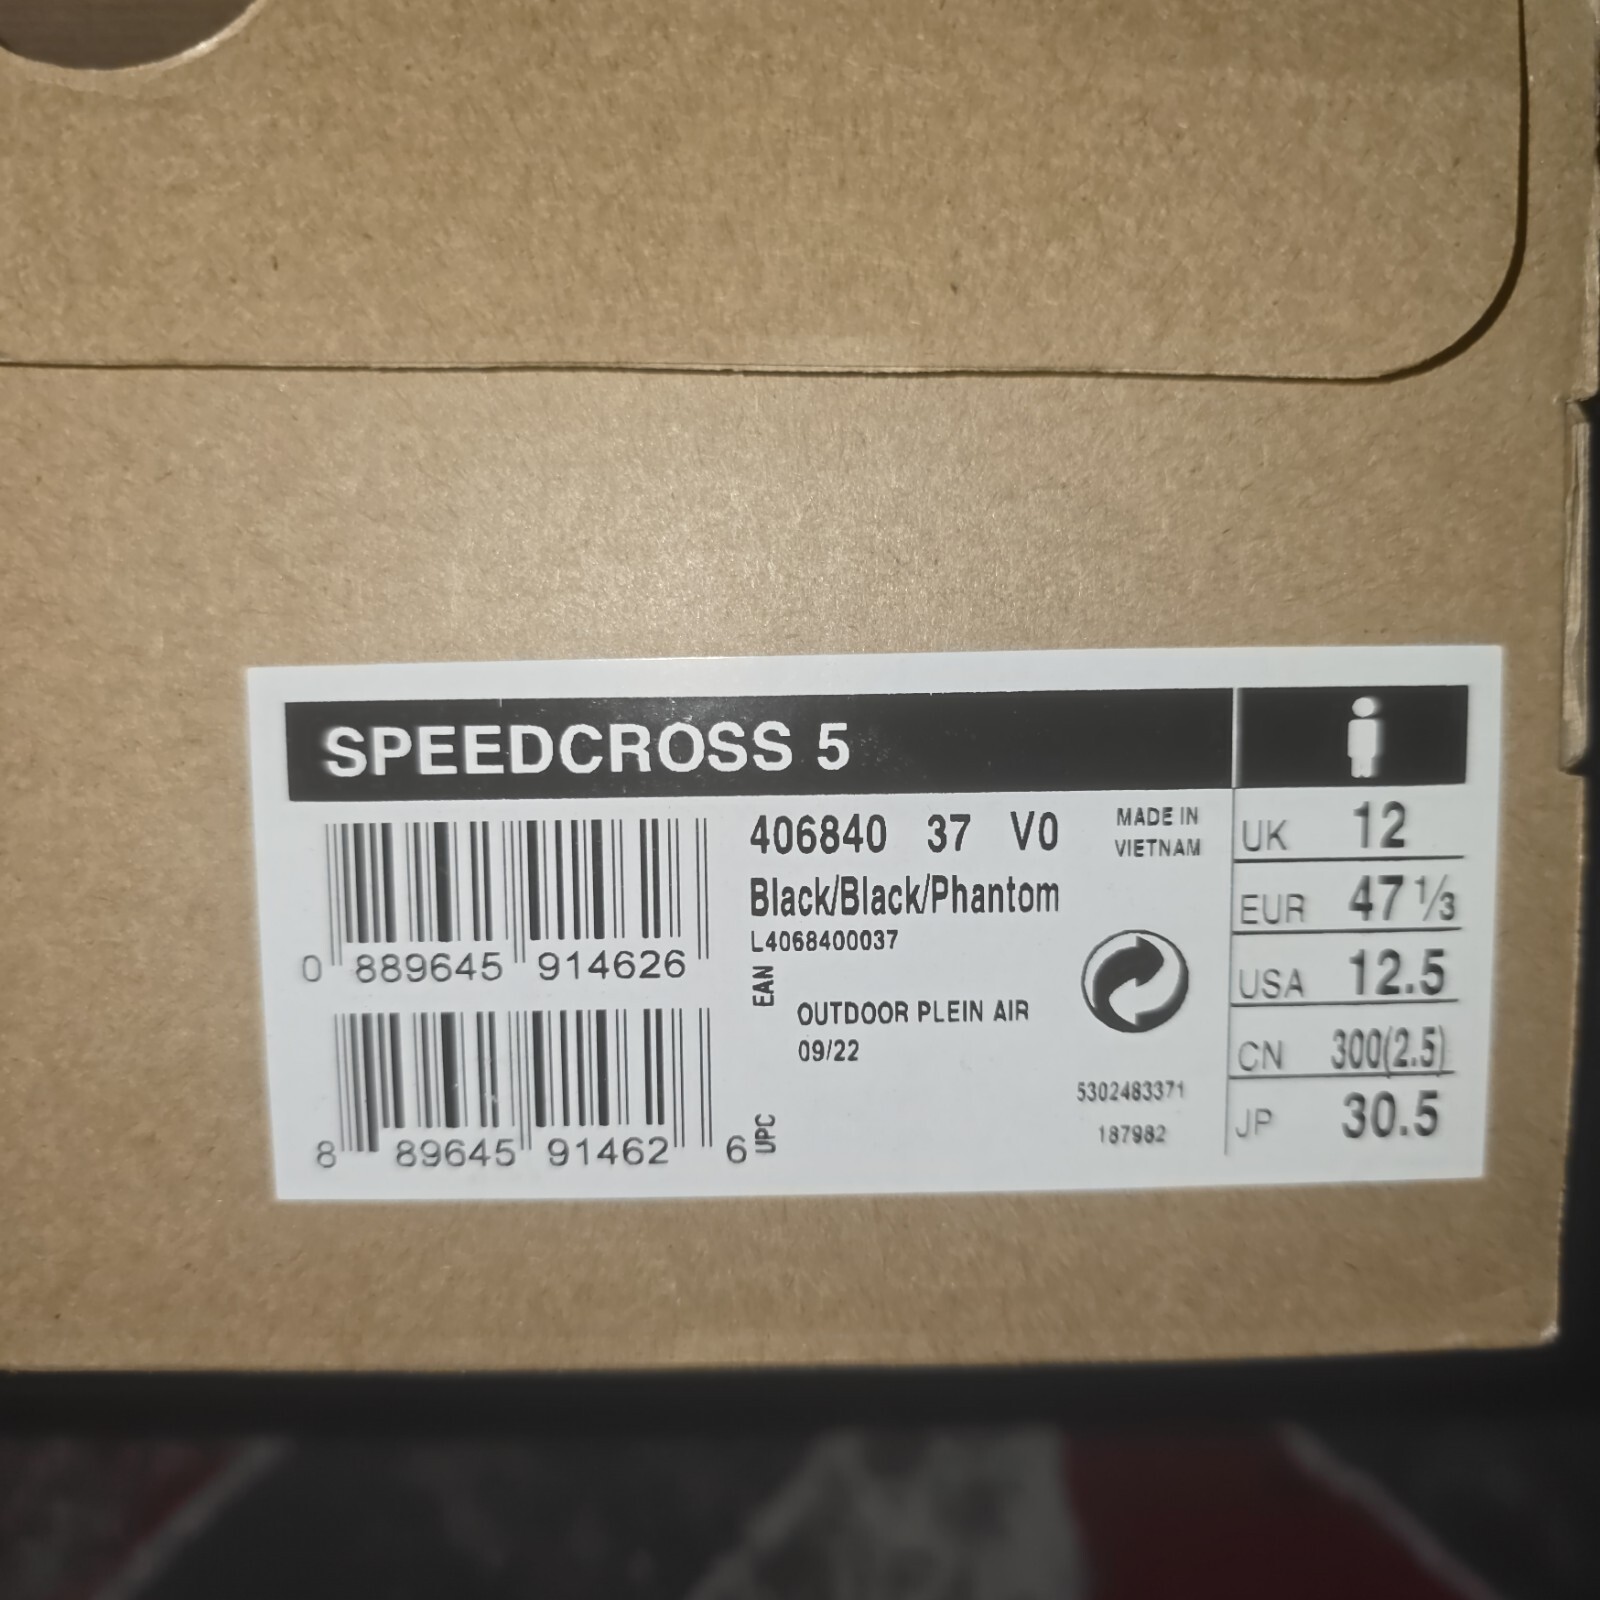 SPEEDCROSS 5
406840 37 V0
Black/Black/Phantom
L4068400037
MADE IN
VIETNAM
0 889645 914626
EAN
OUTDOOR PLEIN AIR
09/22
8 89645 91462 6
UPC
5302483371
187982
UK 12
EUR 47 ⅓
USA 12.5
CN 300(2.5)
JP 30.5